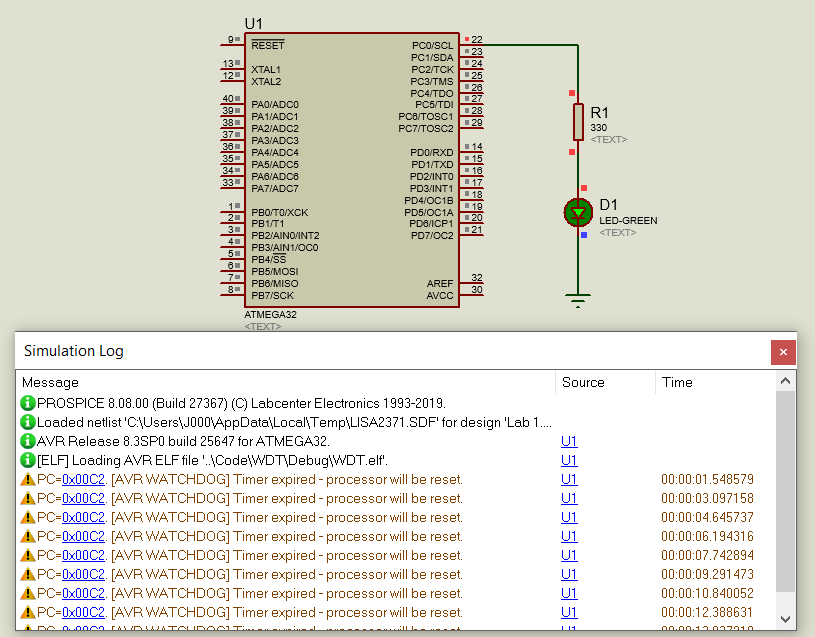 U1
9 RESET
13 XTAL1
12 XTAL2
40 PA0/ADC0
39 PA1/ADC1
38 PA2/ADC2
37 PA3/ADC3
36 PA4/ADC4
35 PA5/ADC5
34 PA6/ADC6
33 PA7/ADC7
1 PB0/T0/XCK
2 PB1/T1
3 PB2/AIN0/INT2
4 PB3/AIN1/OC0
5 PB4/SS
6 PB5/MOSI
7 PB6/MISO
8 PB7/SCK
PC0/SCL 22
PC1/SDA 23
PC2/TCK 24
PC3/TMS 25
PC4/TDO 26
PC5/TDI 27
PC6/TOSC1 28
PC7/TOSC2 29
PD0/RXD 14
PD1/TXD 15
PD2/INT0 16
PD3/INT1 17
PD4/OC1B 18
PD5/OC1A 19
PD6/ICP1 20
PD7/OC2 21
AREF 32
AVCC 30
ATMEGA32
<TEXT>
R1
330
<TEXT>
D1
LED-GREEN
<TEXT>
Simulation Log
Message Source Time
PROSPICE 8.08.00 (Build 27367) (C) Labcenter Electronics 1993-2019.
Loaded netlist 'C:\Users\J000\AppData\Local\Temp\LISA2371.SDF' for design 'Lab 1....
AVR Release 8.3SP0 build 25647 for ATMEGA32. U1
[ELF] Loading AVR ELF file '..\Code\WDT\Debug\WDT.elf'. U1
PC=0x00C2. [AVR WATCHDOG] Timer expired - processor will be reset. U1 00:00:01.548579
PC=0x00C2. [AVR WATCHDOG] Timer expired - processor will be reset. U1 00:00:03.097158
PC=0x00C2. [AVR WATCHDOG] Timer expired - processor will be reset. U1 00:00:04.645737
PC=0x00C2. [AVR WATCHDOG] Timer expired - processor will be reset. U1 00:00:06.194316
PC=0x00C2. [AVR WATCHDOG] Timer expired - processor will be reset. U1 00:00:07.742894
PC=0x00C2. [AVR WATCHDOG] Timer expired - processor will be reset. U1 00:00:09.291473
PC=0x00C2. [AVR WATCHDOG] Timer expired - processor will be reset. U1 00:00:10.840052
PC=0x00C2. [AVR WATCHDOG] Timer expired - processor will be reset. U1 00:00:12.388631